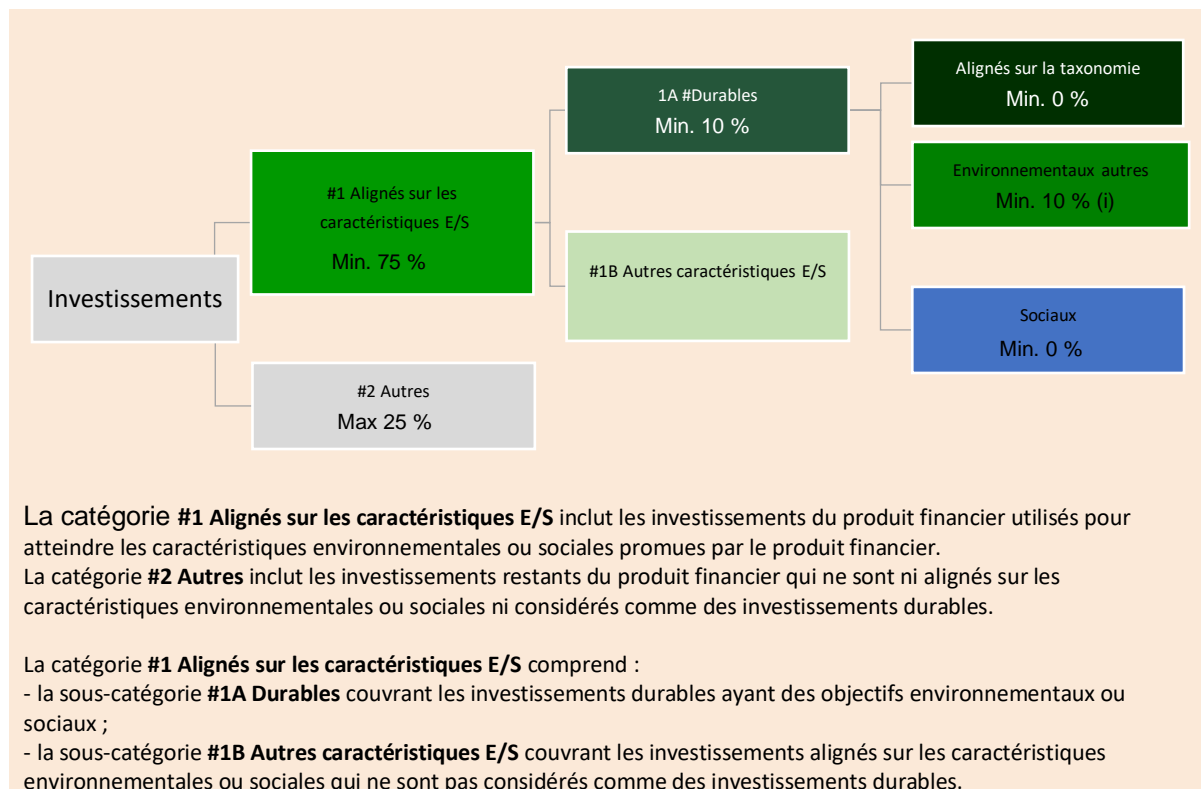 Investissements
#1 Alignés sur les
caractéristiques E/S
Min. 75 %
#2 Autres
Max 25 %
1A #Durables
Min. 10 %
#1B Autres caractéristiques E/S
Alignés sur la taxonomie
Min. 0 %
Environnementaux autres
Min. 10 % (i)
Sociaux
Min. 0 %
La catégorie #1 Alignés sur les caractéristiques E/S inclut les investissements du produit financier utilisés pour
atteindre les caractéristiques environnementales ou sociales promues par le produit financier.
La catégorie #2 Autres inclut les investissements restants du produit financier qui ne sont ni alignés sur les
caractéristiques environnementales ou sociales ni considérés comme des investissements durables.
La catégorie #1 Alignés sur les caractéristiques E/S comprend :
- la sous-catégorie #1A Durables couvrant les investissements durables ayant des objectifs environnementaux ou
sociaux ;
- la sous-catégorie #1B Autres caractéristiques E/S couvrant les investissements alignés sur les caractéristiques
environnementales ou sociales qui ne sont pas considérés comme des investissements durables.